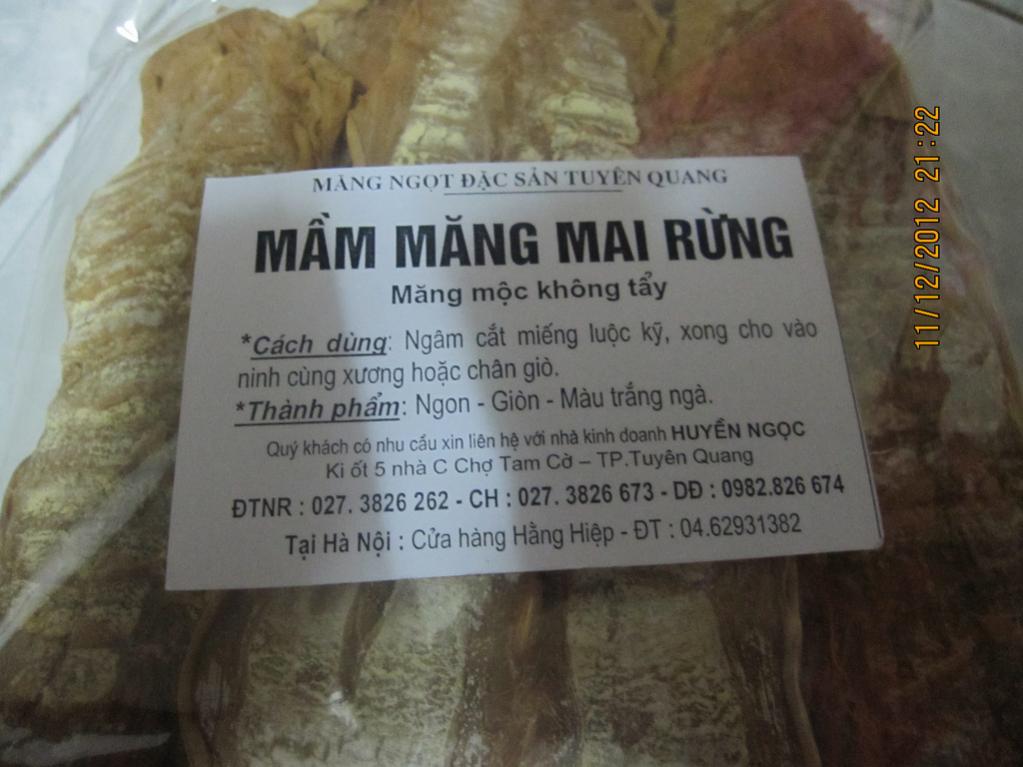 MĂNG NGỌT ĐẶC SẢN TUYÊN QUANG
MẦM MĂNG MAI RỪNG
Măng mộc không tẩy
*Cách dùng: Ngâm cắt miếng luộc kỹ, xong cho vào
ninh cùng xương hoặc chân giò.
*Thành phẩm: Ngon - Giòn - Màu trắng ngà.
Quý khách có nhu cầu xin liên hệ với nhà kinh doanh HUYỀN NGỌC
Ki ốt 5 nhà C Chợ Tam Cờ – TP.Tuyên Quang
ĐTNR : 027. 3826 262 - CH : 027. 3826 673 - DĐ : 0982.826 674
Tại Hà Nội : Cửa hàng Hằng Hiệp - ĐT : 04.62931382
11/12/2012 21:22